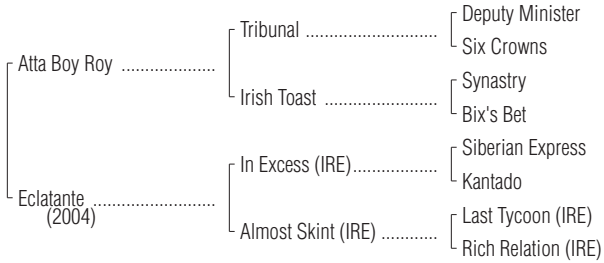 Deputy Minister
Tribunal ............................
Six Crowns
Atta Boy Roy ....................
Synastry
Irish Toast ........................
Bix's Bet
Siberian Express
In Excess (IRE)..................
Kantado
Eclatante ..........................
(2004)
Last Tycoon (IRE)
Almost Skint (IRE) ............
Rich Relation (IRE)